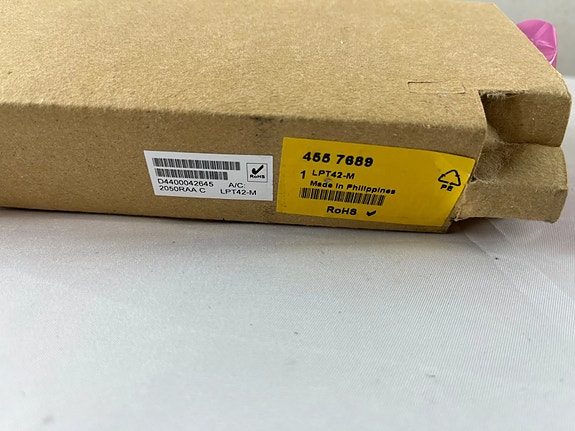 RoHS
D4400042645 A/C:
2050RAA C LPT42-M
455 7689
1 LPT42-M
Made in Philippines
RoHS
PE